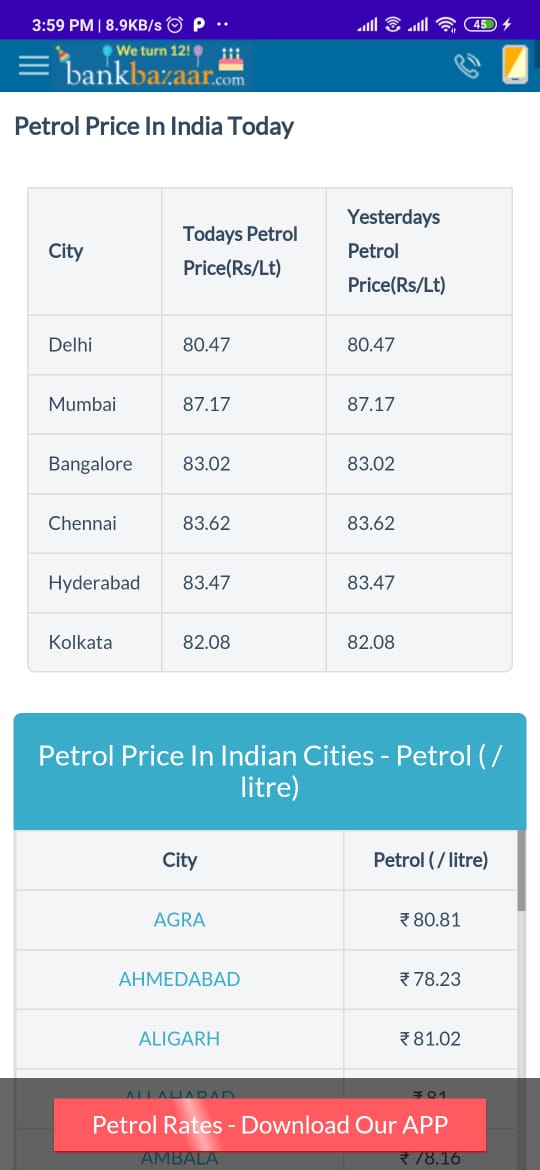 3:59 PM | 8.9KB/s P ··
45
We turn 12!
bankbazaar.com
Petrol Price In India Today
City Todays Petrol Price(Rs/Lt) Yesterdays Petrol Price(Rs/Lt)
Delhi 80.47 80.47
Mumbai 87.17 87.17
Bangalore 83.02 83.02
Chennai 83.62 83.62
Hyderabad 83.47 83.47
Kolkata 82.08 82.08
Petrol Price In Indian Cities - Petrol ( /
litre)
City Petrol ( / litre)
AGRA ₹ 80.81
AHMEDABAD ₹ 78.23
ALIGARH ₹ 81.02
ALLAHABAD ₹ 81
Petrol Rates - Download Our APP
AMBALA ₹ 78.16